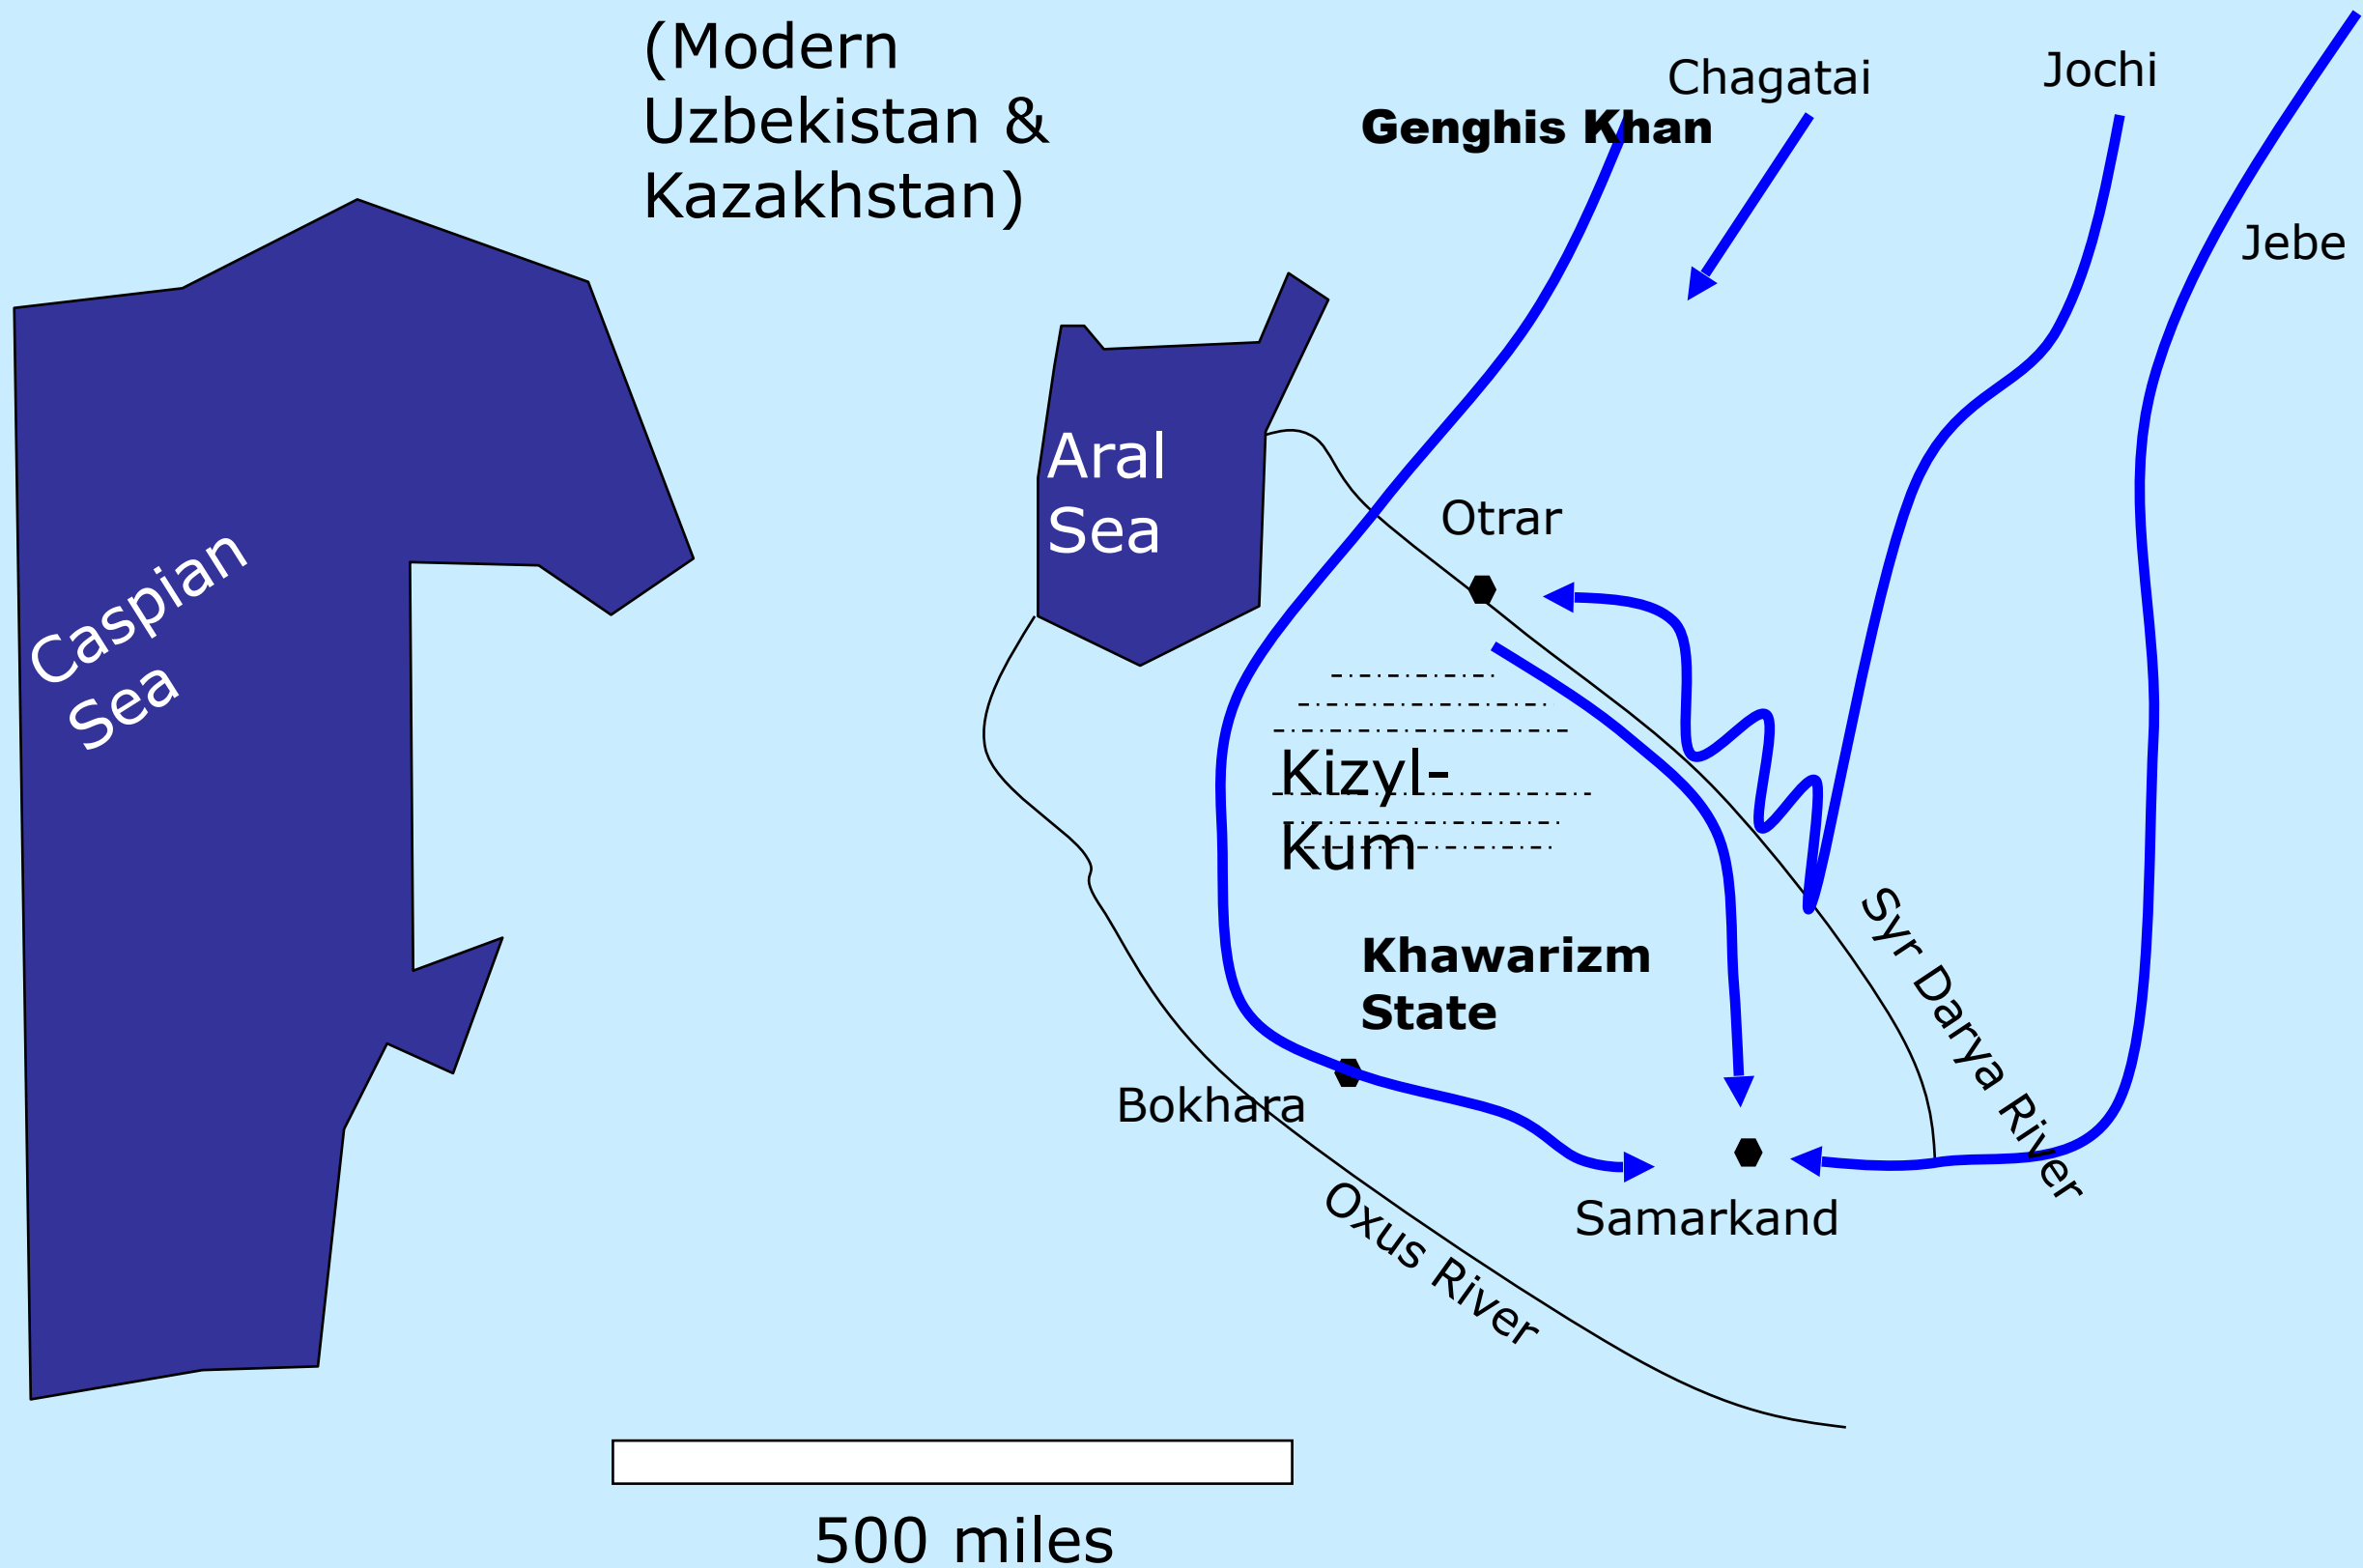 (Modern
Uzbekistan &
Kazakhstan)
Chagatai
Jochi
Genghis Khan
Jebe
Aral
Sea
Otrar
Caspian
Sea
Kizyl-
Kum
Khawarizm
State
Syr Darya River
Bokhara
Samarkand
Oxus River
500 miles